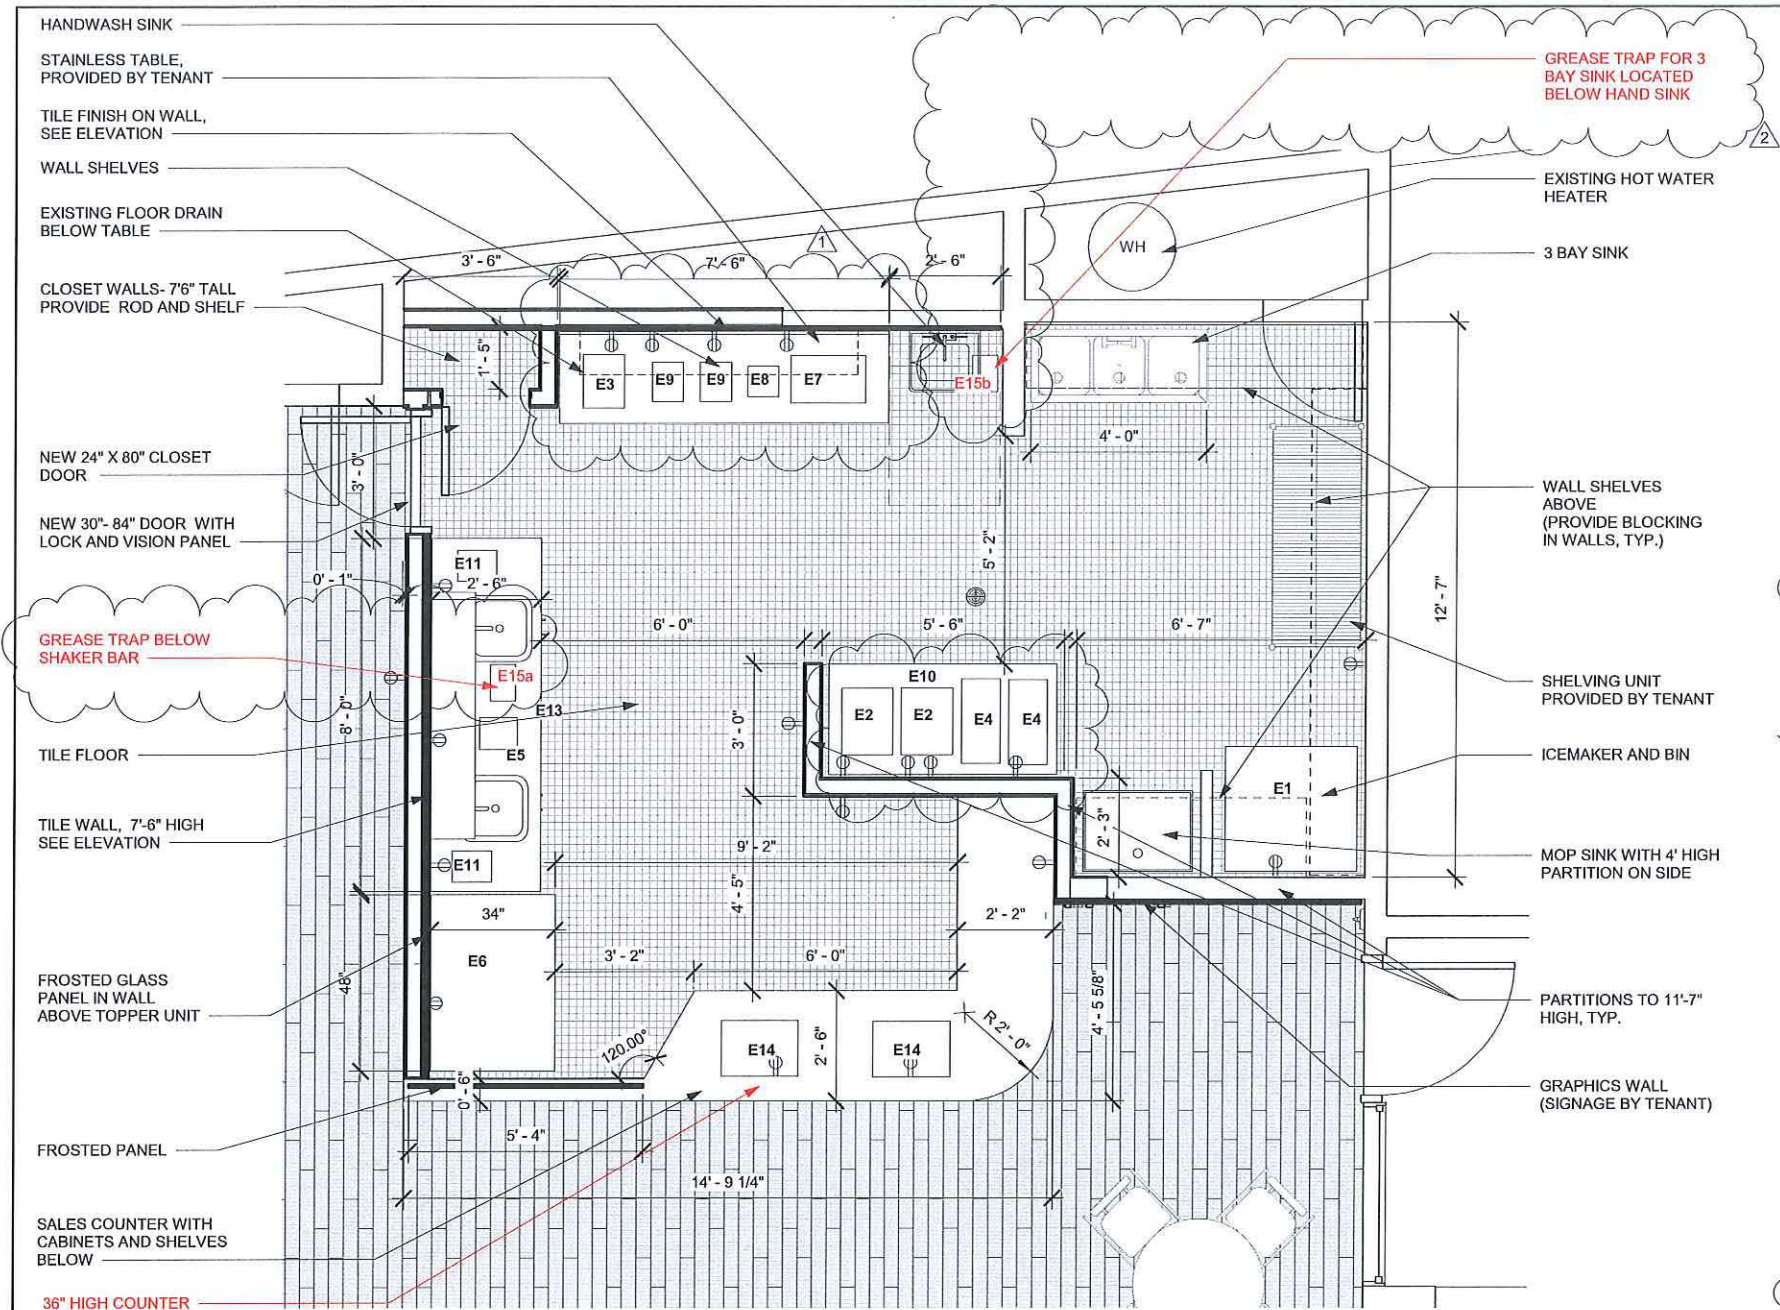 HANDWASH SINK
STAINLESS TABLE,
PROVIDED BY TENANT
TILE FINISH ON WALL,
SEE ELEVATION
WALL SHELVES
EXISTING FLOOR DRAIN
BELOW TABLE
CLOSET WALLS- 7'6" TALL
PROVIDE ROD AND SHELF
NEW 24" X 80" CLOSET
DOOR
NEW 30"- 84" DOOR WITH
LOCK AND VISION PANEL
GREASE TRAP BELOW
SHAKER BAR
TILE FLOOR
TILE WALL, 7'-6" HIGH
SEE ELEVATION
FROSTED GLASS
PANEL IN WALL
ABOVE TOPPER UNIT
FROSTED PANEL
SALES COUNTER WITH
CABINETS AND SHELVES
BELOW
36" HIGH COUNTER
1
3' - 6"
7'- 6"
2' - 6"
WH
1' - 5"
E3
E9
E9
E8
E7
E15b
4' - 0"
3' - 0"
5' - 2"
12' - 7"
E11
0' - 1"
2' - 6"
6' - 0"
5' - 6"
6' - 7"
E15a
E13
8' - 0"
E5
3' - 0"
E10
E2
E2
E4
E4
E1
2' - 3"
E11
9' - 2"
4' - 5"
34"
2' - 2"
E6
3' - 2"
6' - 0"
48"
4' - 5 5/8"
R 2' - 0"
120.00°
E14
2' - 6"
E14
0' - 6"
5' - 4"
14' - 9 1/4"
GREASE TRAP FOR 3
BAY SINK LOCATED
BELOW HAND SINK
2
EXISTING HOT WATER
HEATER
3 BAY SINK
WALL SHELVES
ABOVE
(PROVIDE BLOCKING
IN WALLS, TYP.)
SHELVING UNIT
PROVIDED BY TENANT
ICEMAKER AND BIN
MOP SINK WITH 4' HIGH
PARTITION ON SIDE
PARTITIONS TO 11'-7"
HIGH, TYP.
GRAPHICS WALL
(SIGNAGE BY TENANT)